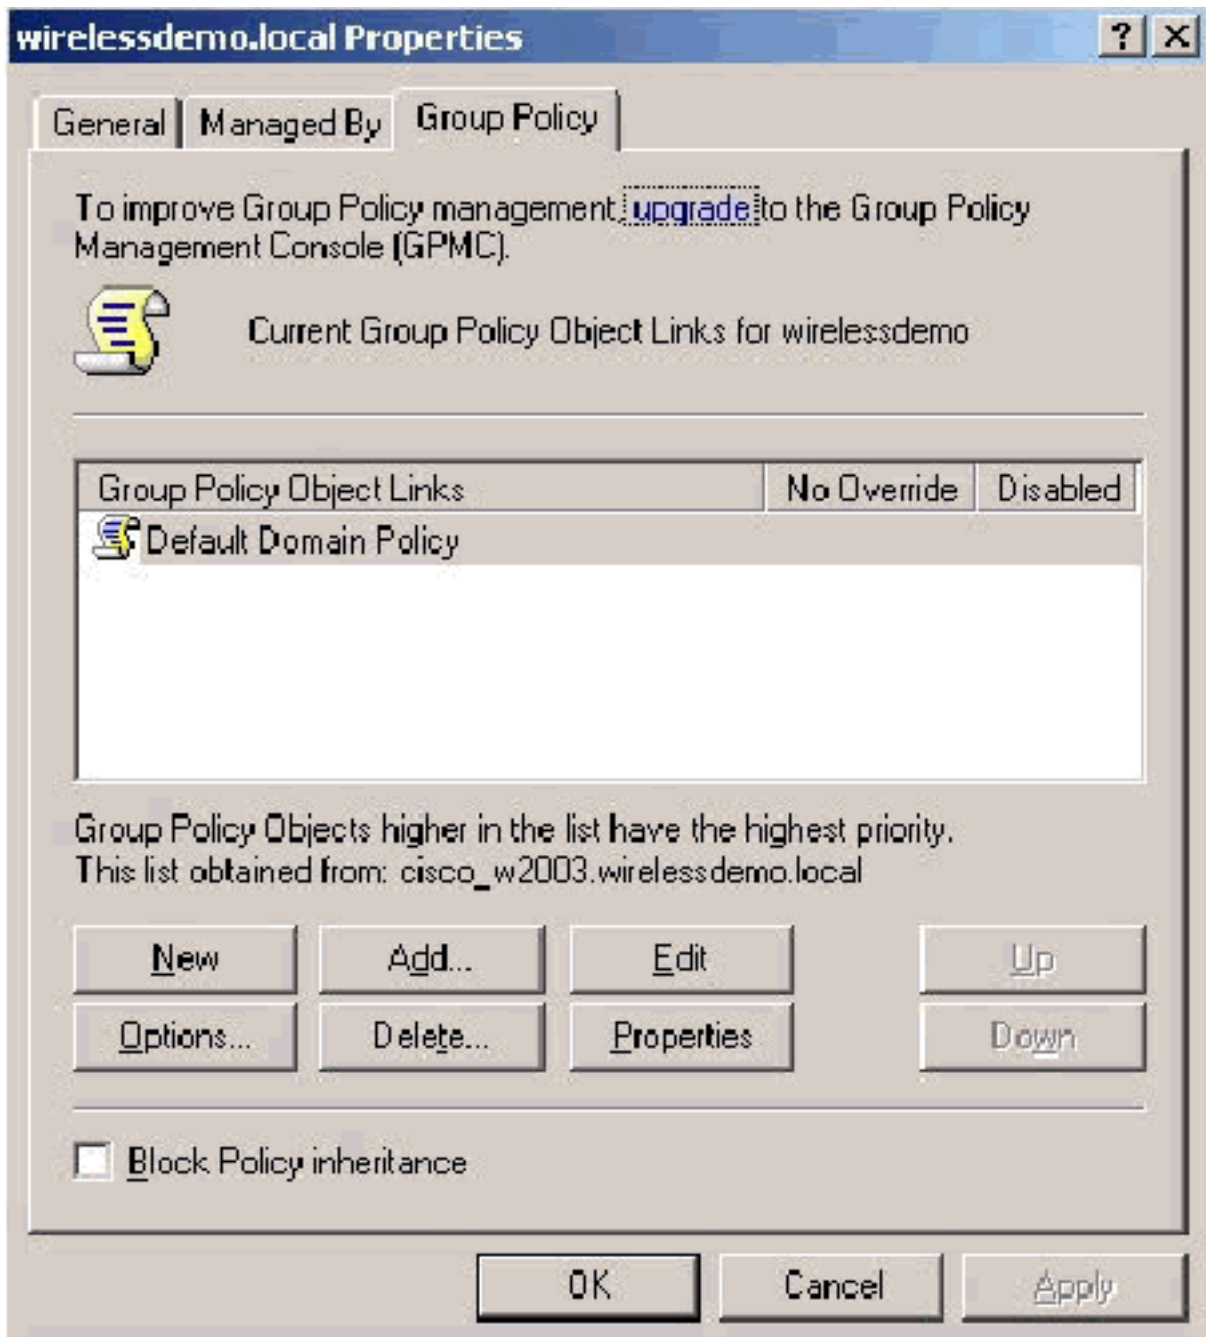 wirelessdemo.local Properties
General Managed By Group Policy
To improve Group Policy management, upgrade to the Group Policy
Management Console (GPMC).
Current Group Policy Object Links for wirelessdemo
Group Policy Object Links No Override Disabled
Default Domain Policy
Group Policy Objects higher in the list have the highest priority.
This list obtained from: cisco_w2003.wirelessdemo.local
New Add... Edit Up
Options... Delete... Properties Down
Block Policy inheritance
OK Cancel Apply